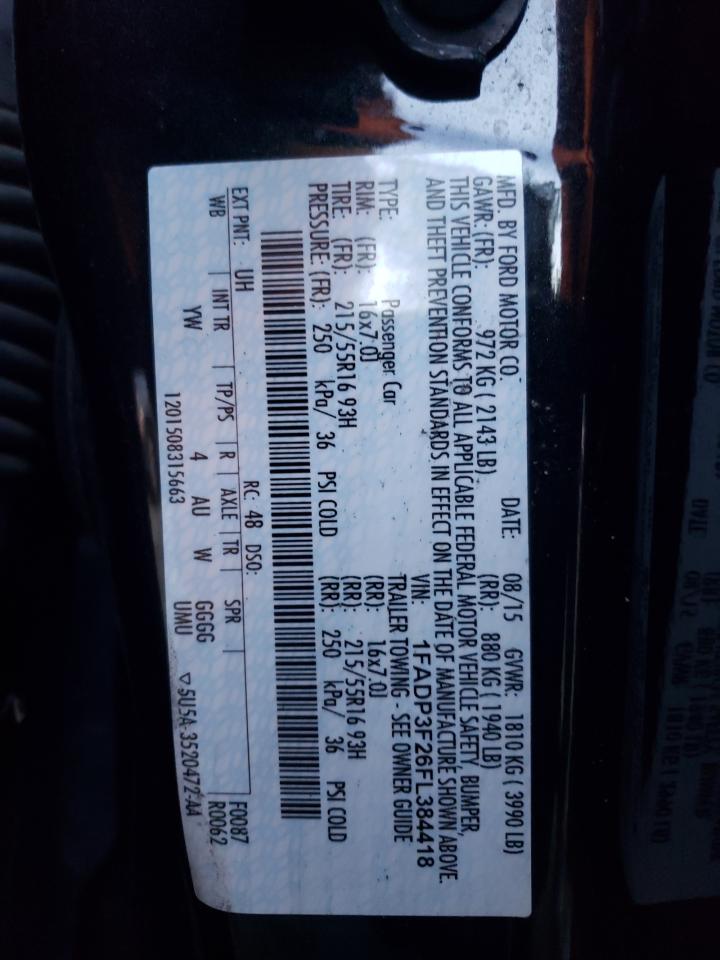 MFD. BY FORD MOTOR CO. DATE: 08/15 GVWR: 1810 KG ( 3990 LB)
GAWR: (FR): 972 KG ( 2143 LB) (RR): 880 KG ( 1940 LB)
THIS VEHICLE CONFORMS TO ALL APPLICABLE FEDERAL MOTOR VEHICLE SAFETY, BUMPER,
AND THEFT PREVENTION STANDARDS IN EFFECT ON THE DATE OF MANUFACTURE SHOWN ABOVE.
VIN: 1FADP3F26FL384418
TYPE: Passenger Car TRAILER TOWING - SEE OWNER GUIDE
RIM: (FR): 16x7.0J (RR): 16x7.0J
TIRE: (FR): 215/55R16 93H (RR): 215/55R16 93H
PRESSURE: (FR): 250 kPa/ 36 PSI COLD (RR): 250 kPa/ 36 PSI COLD
EXT PNT: UH RC: 48 DSO: F0087
WB | INT TR | TP/PS | R | AXLE | TR | SPR | R0062
YW 4 AU W GGGG
UMU
1201508315663 ▽5U5A-3520472-AA